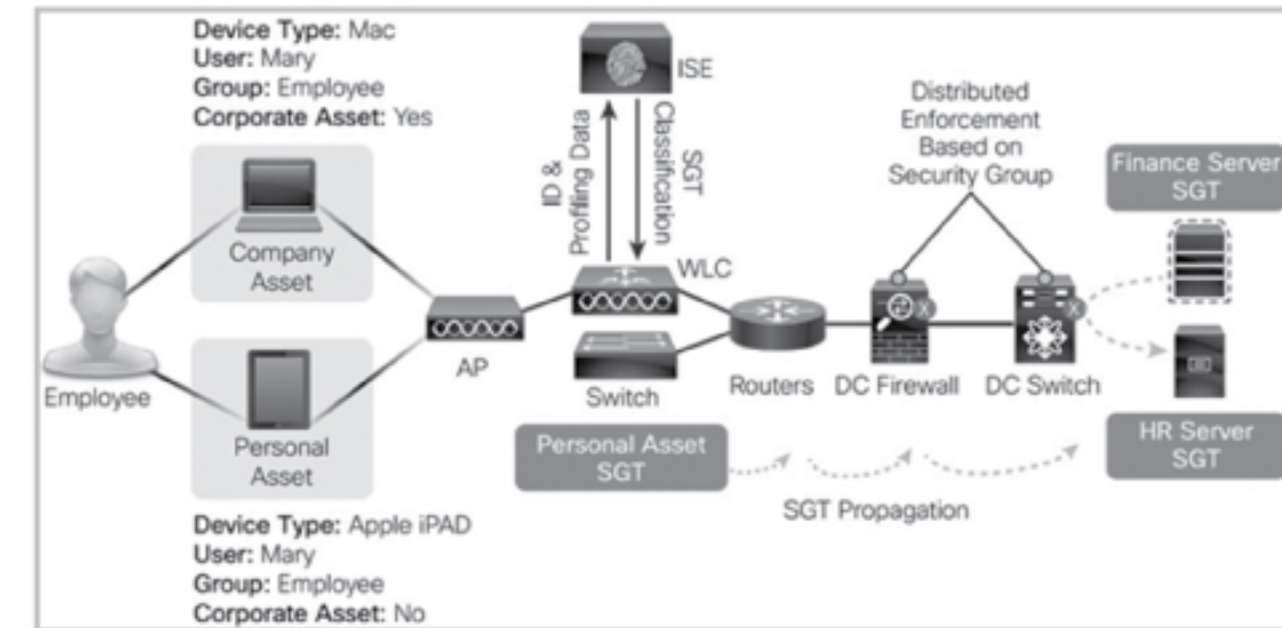 Device Type: Mac
User: Mary
Group: Employee
Corporate Asset: Yes
Company
Asset
Employee
Personal
Asset
Device Type: Apple iPAD
User: Mary
Group: Employee
Corporate Asset: No
AP
ISE
ID &
Profiling Data
SGT
Classification
WLC
Switch
Personal Asset
SGT
Routers
DC Firewall
DC Switch
X
X
Distributed
Enforcement
Based on
Security Group
Finance Server
SGT
HR Server
SGT
SGT Propagation